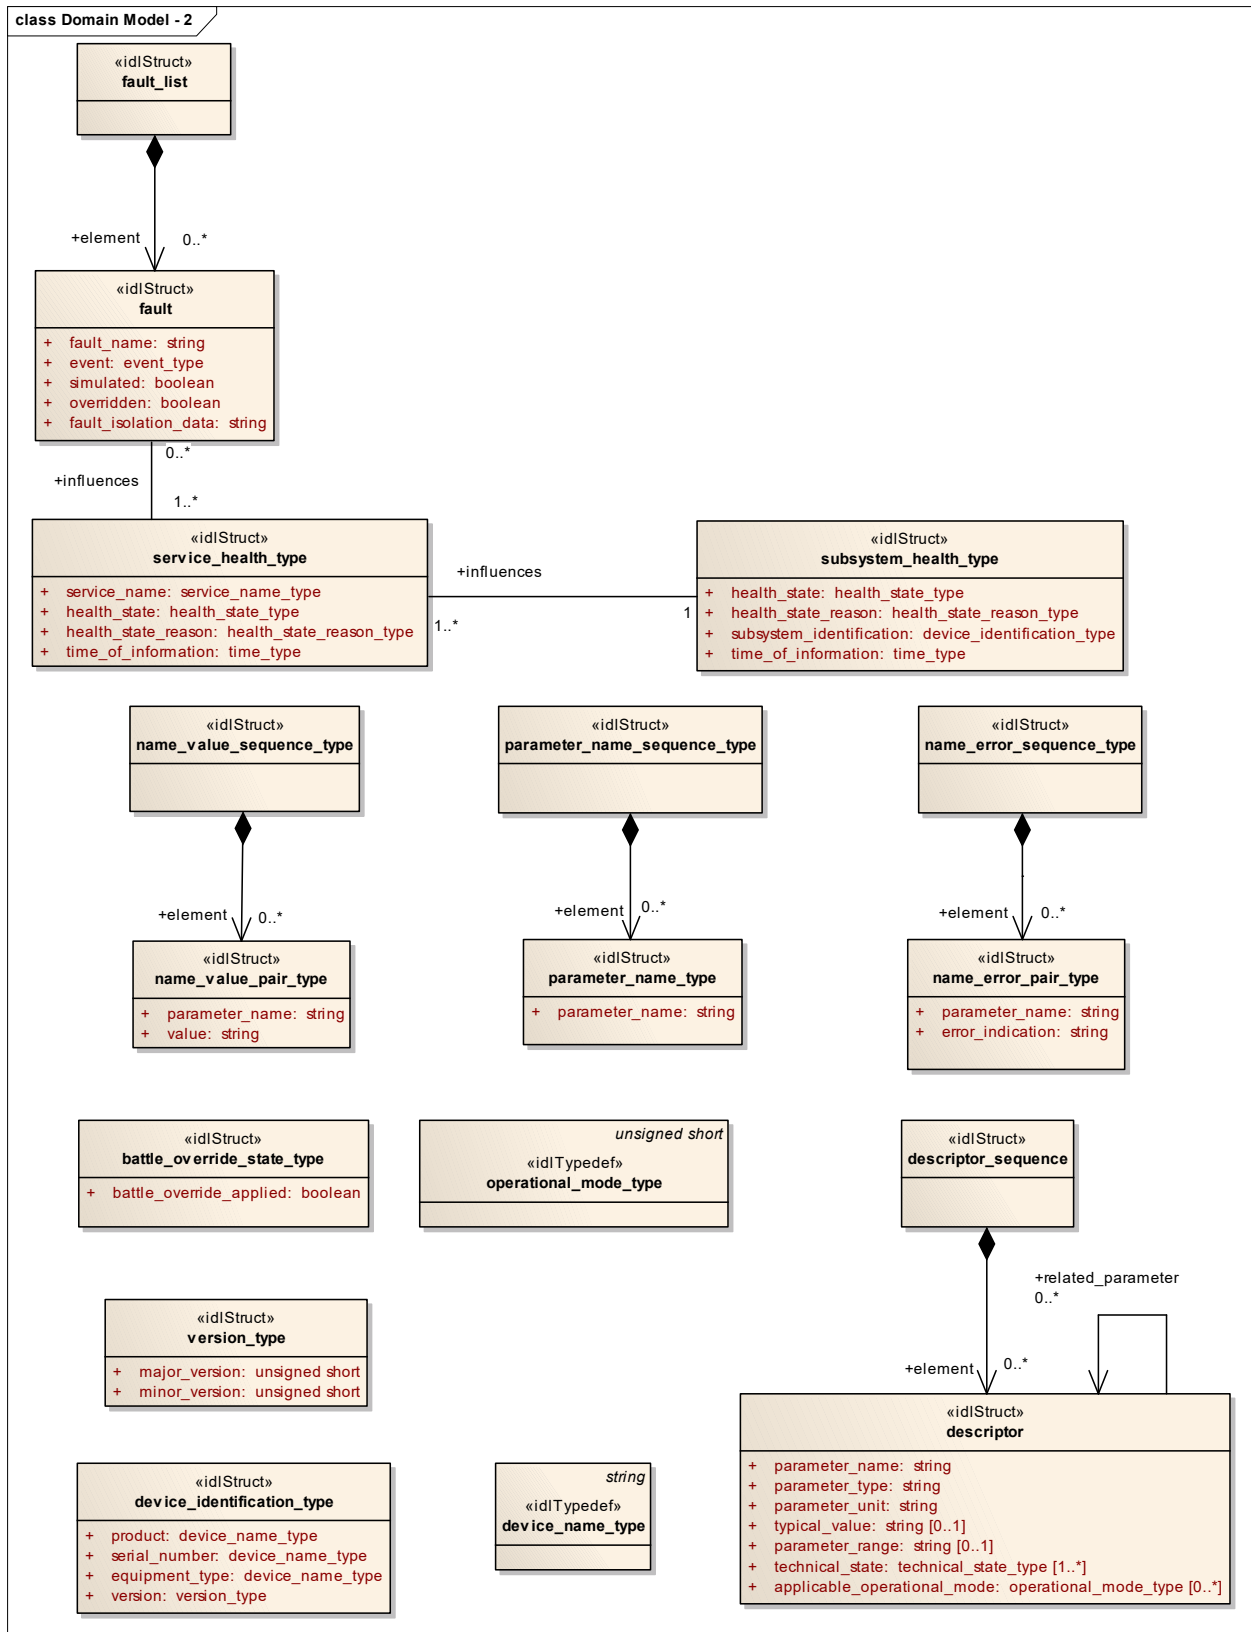 class Domain Model - 2
«idlStruct»
fault_list
+element
0..*
«idlStruct»
fault
+ fault_name: string
+ event: event_type
+ simulated: boolean
+ overridden: boolean
+ fault_isolation_data: string
0..*
+influences
1..*
«idlStruct»
service_health_type
+ service_name: service_name_type
+ health_state: health_state_type
+ health_state_reason: health_state_reason_type
+ time_of_information: time_type
+influences
1..*
1
«idlStruct»
subsystem_health_type
+ health_state: health_state_type
+ health_state_reason: health_state_reason_type
+ subsystem_identification: device_identification_type
+ time_of_information: time_type
«idlStruct»
name_value_sequence_type
«idlStruct»
parameter_name_sequence_type
«idlStruct»
name_error_sequence_type
+element
0..*
+element
0..*
+element
0..*
«idlStruct»
name_value_pair_type
+ parameter_name: string
+ value: string
«idlStruct»
parameter_name_type
+ parameter_name: string
«idlStruct»
name_error_pair_type
+ parameter_name: string
+ error_indication: string
«idlStruct»
battle_override_state_type
+ battle_override_applied: boolean
unsigned short
«idlTypedef»
operational_mode_type
«idlStruct»
descriptor_sequence
+related_parameter
0..*
+element
0..*
«idlStruct»
version_type
+ major_version: unsigned short
+ minor_version: unsigned short
«idlStruct»
descriptor
+ parameter_name: string
+ parameter_type: string
+ parameter_unit: string
+ typical_value: string [0..1]
+ parameter_range: string [0..1]
+ technical_state: technical_state_type [1..*]
+ applicable_operational_mode: operational_mode_type [0..*]
«idlStruct»
device_identification_type
+ product: device_name_type
+ serial_number: device_name_type
+ equipment_type: device_name_type
+ version: version_type
string
«idlTypedef»
device_name_type